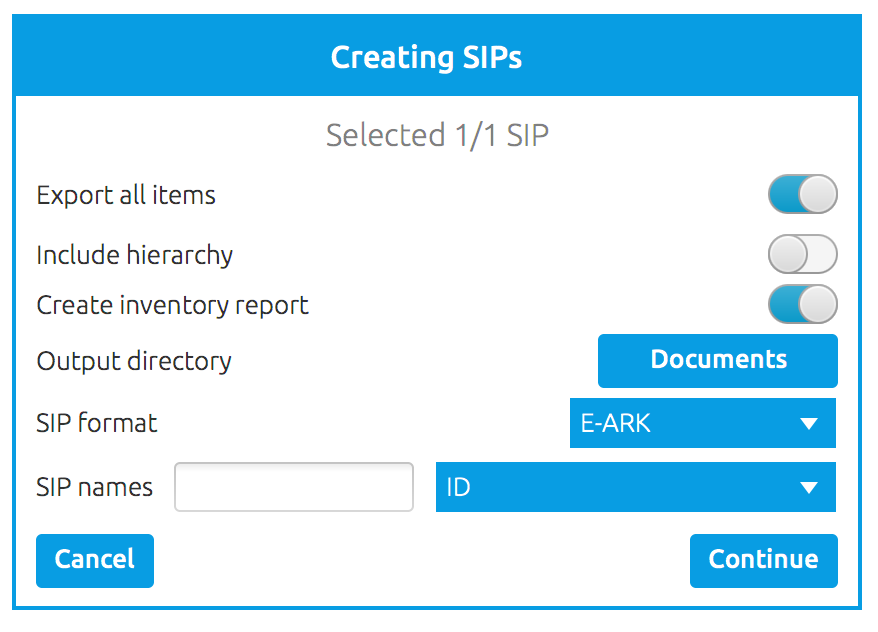 Creating SIPs
Selected 1/1 SIP
Export all items
Include hierarchy
Create inventory report
Output directory Documents
SIP format E-ARK
SIP names ID
Cancel Continue